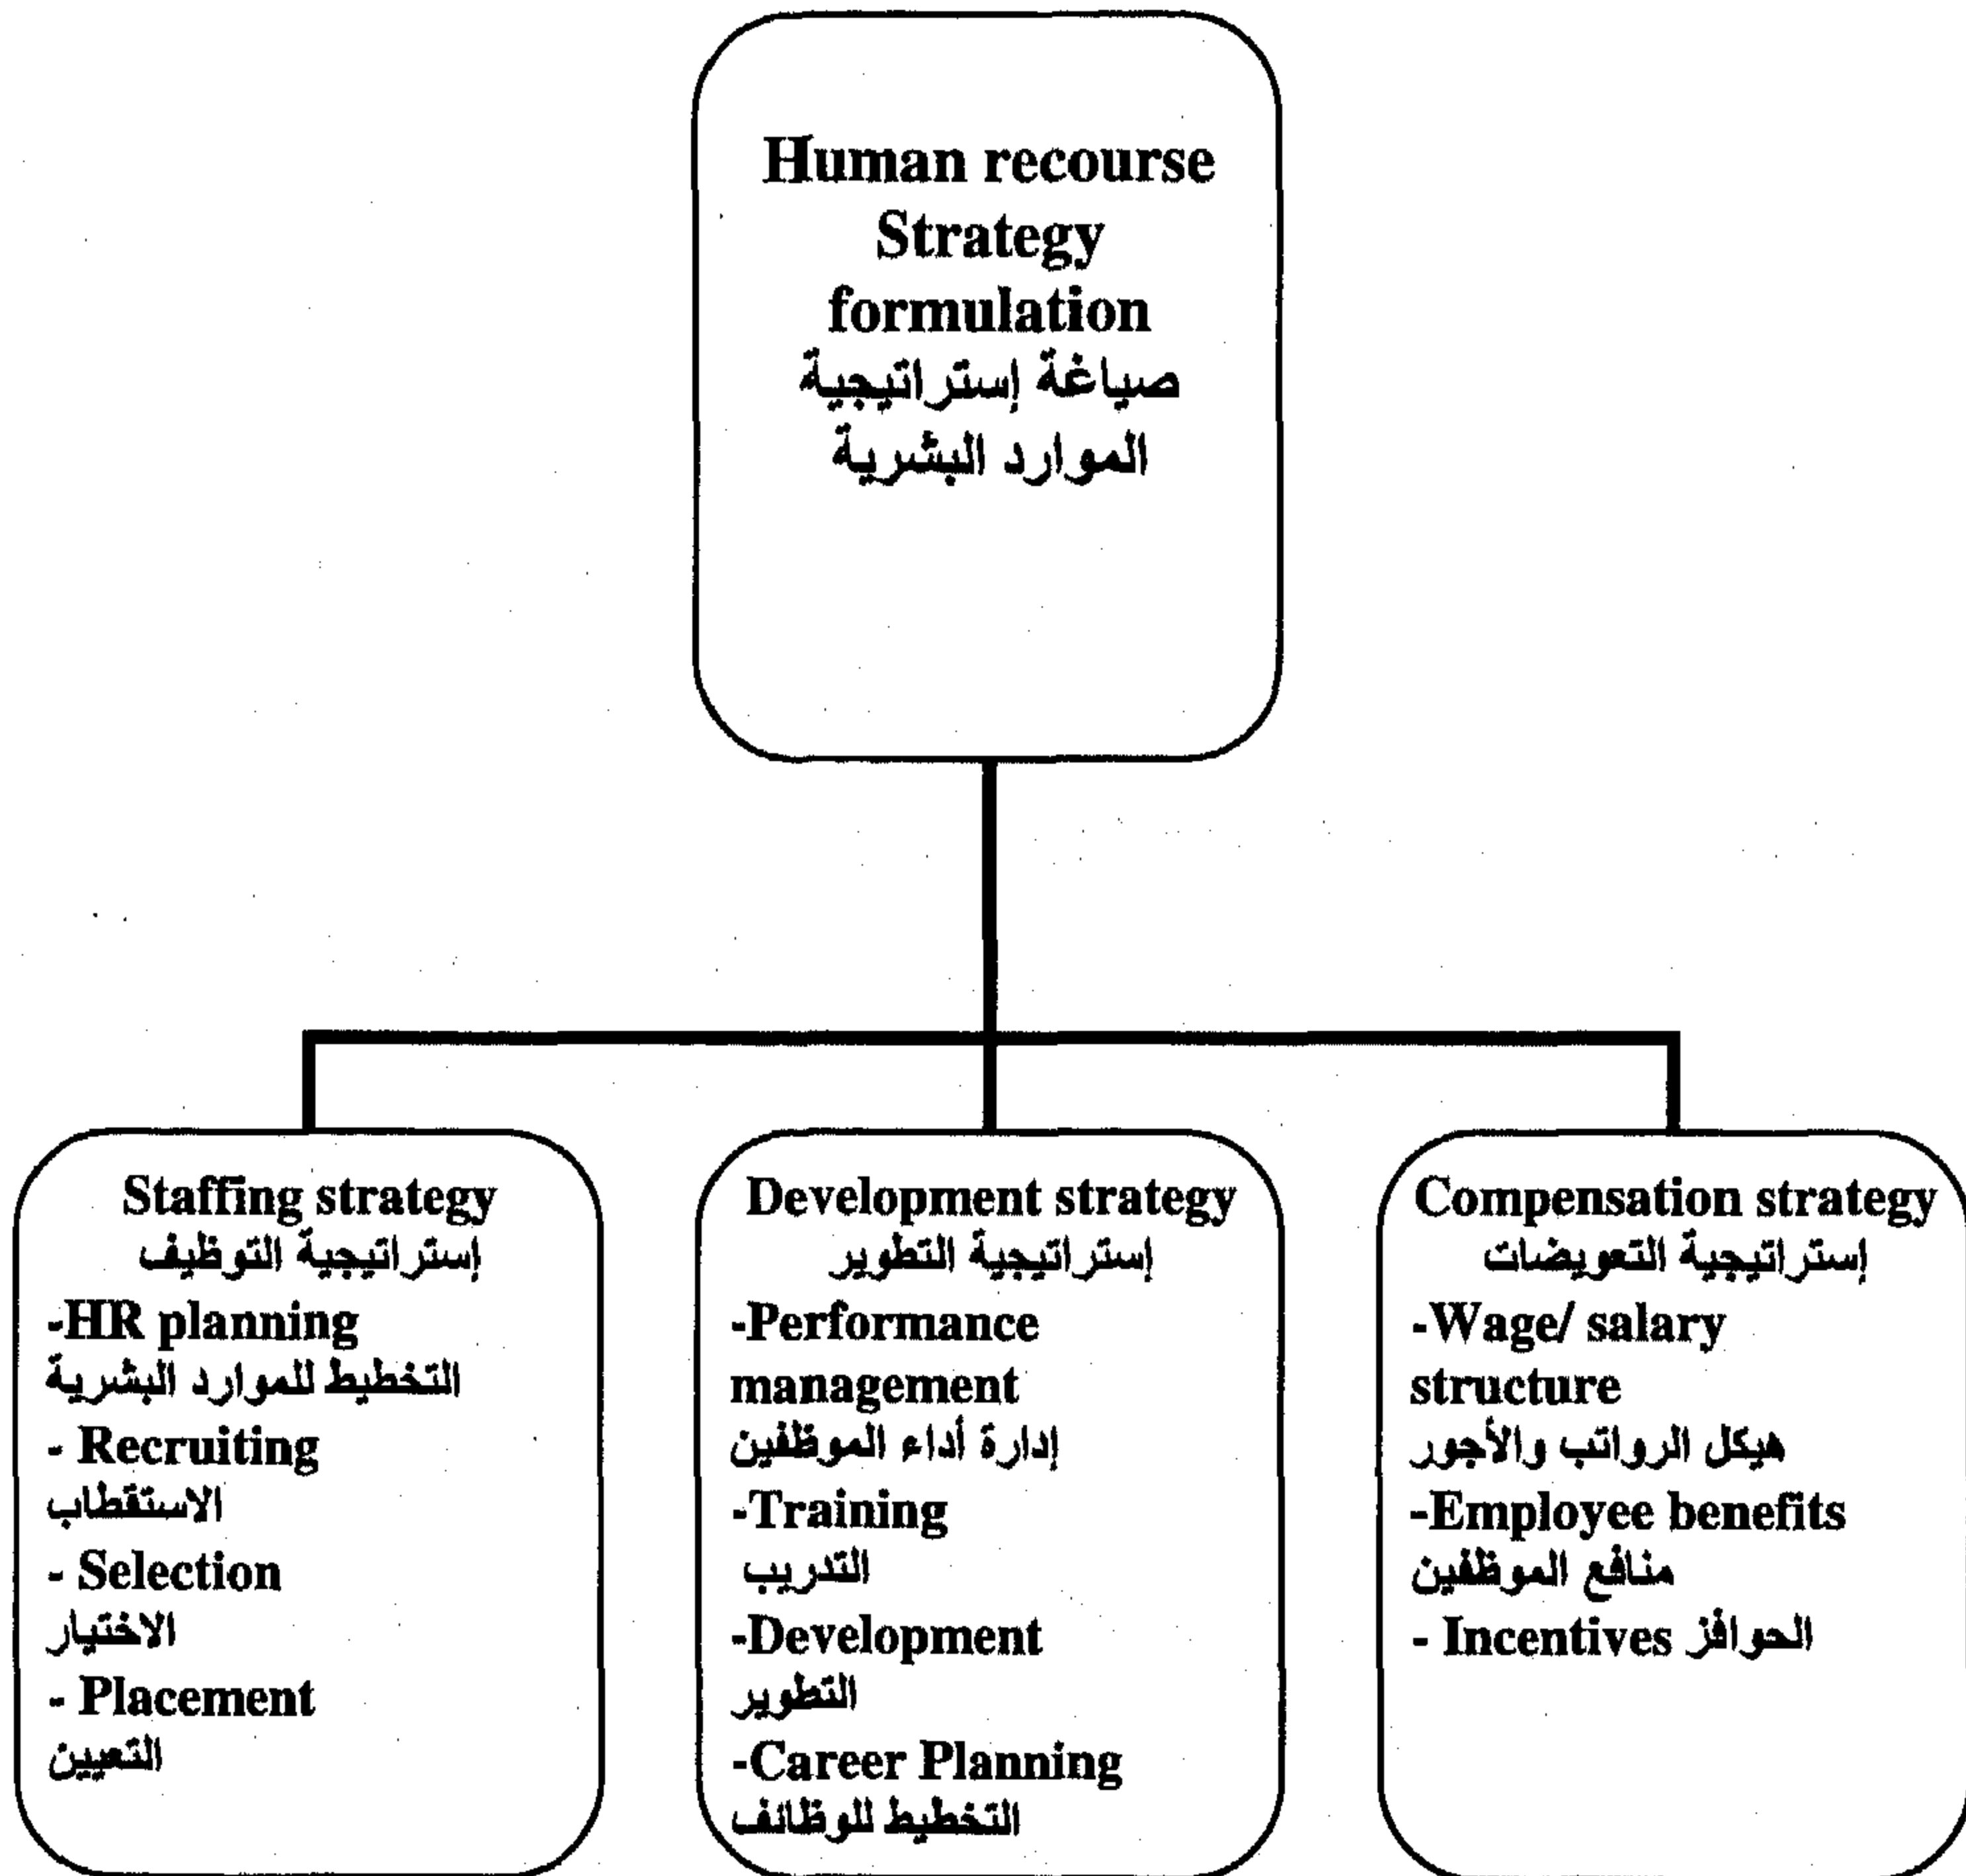 Human recourse
Strategy
formulation
صياغة إستراتيجية
الموارد البشرية
Staffing strategy
إستراتيجية التوظيف
-HR planning
التخطيط للموارد البشرية
- Recruiting
الاستقطاب
- Selection
الاختيار
- Placement
التعيين
Development strategy
إستراتيجية التطوير
-Performance
management
إدارة أداء الموظفين
-Training
التدريب
-Development
التطوير
-Career Planning
التخطيط للوظائف
Compensation strategy
إستراتيجية التعويضات
-Wage/ salary
structure
هيكل الرواتب والأجور
-Employee benefits
منافع الموظفين
- Incentives الحوافز